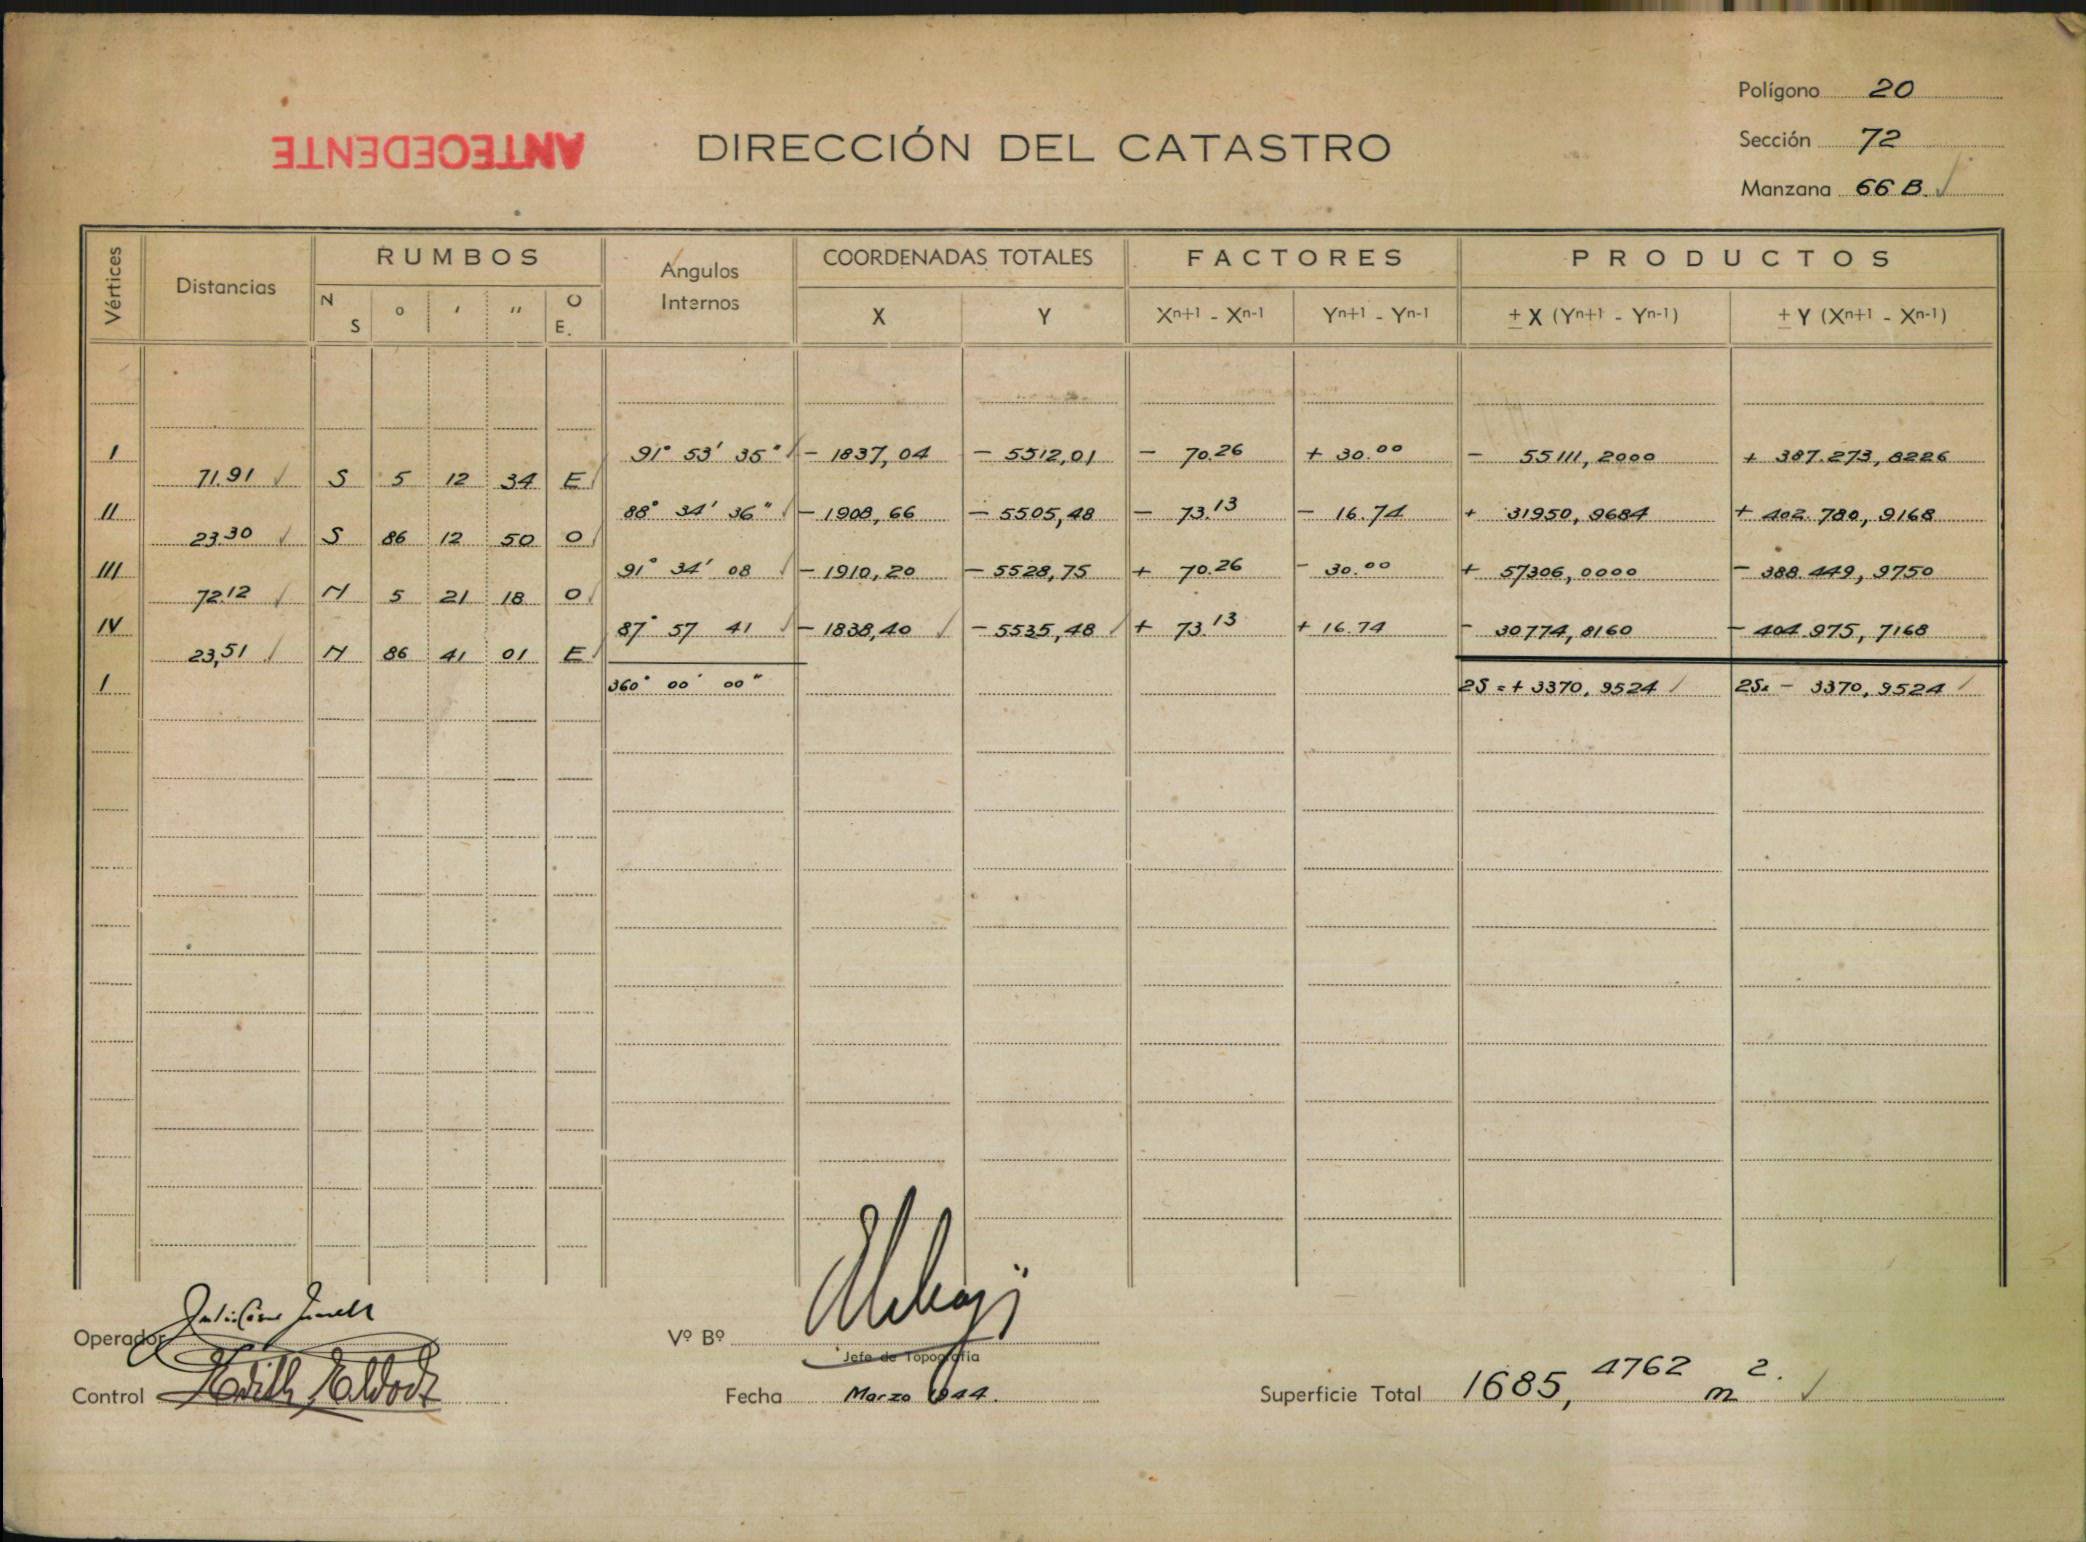 Polígono 20
ANTECEDENTE DIRECCIÓN DEL CATASTRO
Sección 72
Manzana 66 B.
Vértices Distancias RUMBOS Angulos Internos COORDENADAS TOTALES FACTORES PRODUCTOS
N S ° ' '' O E. X Y Xn+1 - Xn-1 Yn+1 - Yn-1 ± X (Yn+1 - Yn-1) ± Y (Xn+1 - Xn-1)
I 91° 53' 35" - 1837,04 - 5512,01 - 70.26 + 30.00 - 55111,2000 + 387.273,8226
71.91 S 5 12 34 E
II 88° 34' 36" - 1908,66 - 5505,48 - 73.13 - 16.74 + 31950,9684 + 402.780,9168
23.30 S 86 12 50 O
III 91° 34' 08 - 1910,20 - 5528,75 + 70.26 - 30.00 + 57306,0000 - 388.449,9750
72.12 N 5 21 18 O
IV 87° 57 41 - 1838,40 - 5535,48 + 73.13 + 16.74 - 30774,8160 - 404.975,7168
23,51 N 86 41 01 E
I 360° 00' 00" 2S = + 3370,9524 2S= - 3370,9524
Operador Vº Bº
Jefe de Topografía
Control Fecha Marzo 1944. Superficie Total 1685,4762 m2.